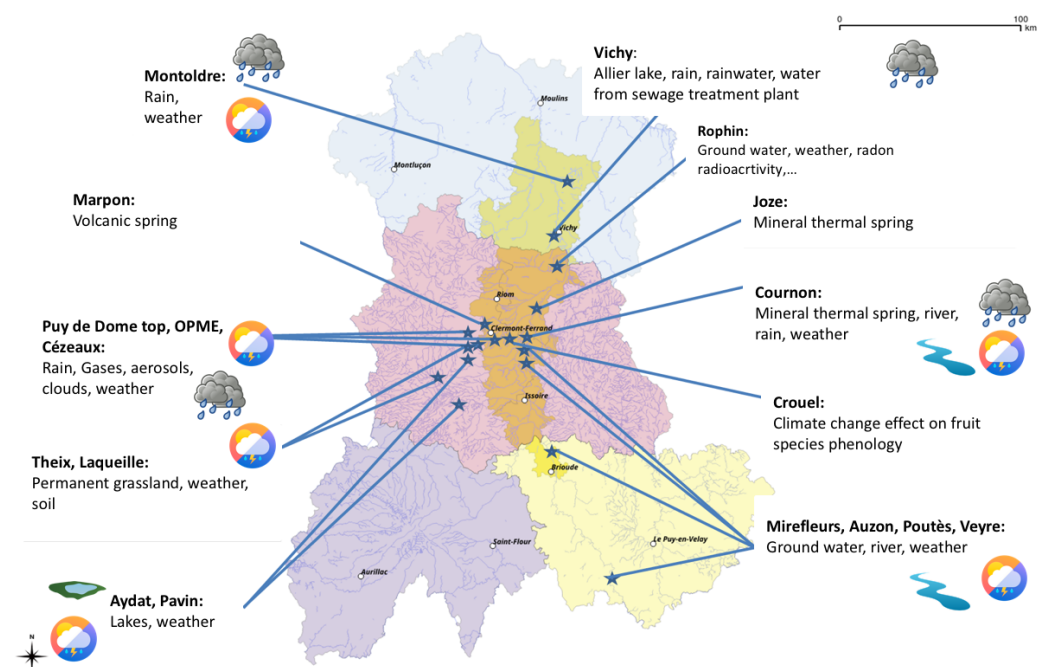 0 100
km
Montoldre:
Rain,
weather
Vichy:
Allier lake, rain, rainwater, water
from sewage treatment plant
Moulins
Rophin:
Ground water, weather, radon
radioacrtivity,...
Montluçon
Marpon:
Volcanic spring
Joze:
Mineral thermal spring
Vichy
Riom
Cournon:
Mineral thermal spring, river,
rain, weather
Puy de Dome top, OPME,
Cézeaux:
Rain, Gases, aerosols,
clouds, weather
Clermont-Ferrand
Issoire
Crouel:
Climate change effect on fruit
species phenology
Theix, Laqueille:
Permanent grassland, weather,
soil
Brioude
Mirefleurs, Auzon, Poutès, Veyre:
Ground water, river, weather
Saint-Flour
Le Puy-en-Velay
Aurillac
Aydat, Pavin:
Lakes, weather
N